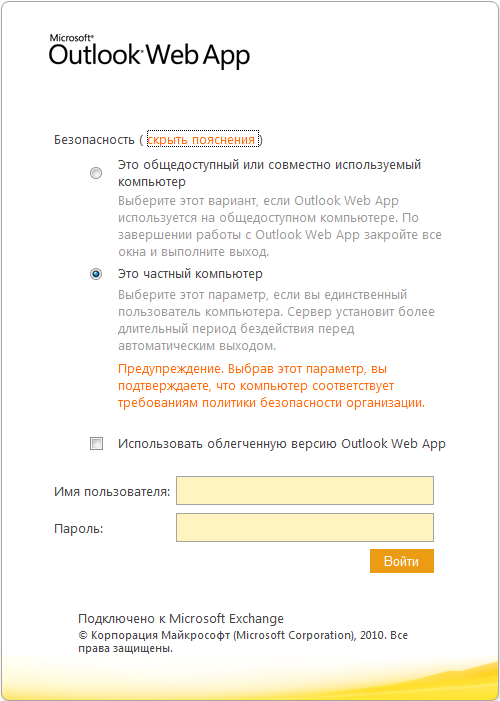 Microsoft®
Outlook® Web App
Безопасность ( скрыть пояснения )
Это общедоступный или совместно используемый
компьютер
Выберите этот вариант, если Outlook Web App
используется на общедоступном компьютере. По
завершении работы с Outlook Web App закройте все
окна и выполните выход.
Это частный компьютер
Выберите этот параметр, если вы единственный
пользователь компьютера. Сервер установит более
длительный период бездействия перед
автоматическим выходом.
Предупреждение. Выбрав этот параметр, вы
подтверждаете, что компьютер соответствует
требованиям политики безопасности организации.
Использовать облегченную версию Outlook Web App
Имя пользователя:
Пароль:
Войти
Подключено к Microsoft Exchange
© Корпорация Майкрософт (Microsoft Corporation), 2010. Все
права защищены.